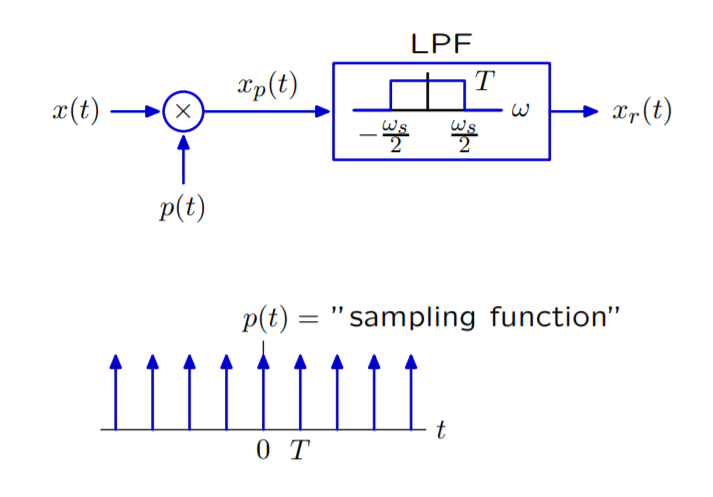 LPF
x(t) × x_p(t) T ω x_r(t)
-ω_s/2 ω_s/2
p(t)
p(t) = "sampling function"
t
0 T